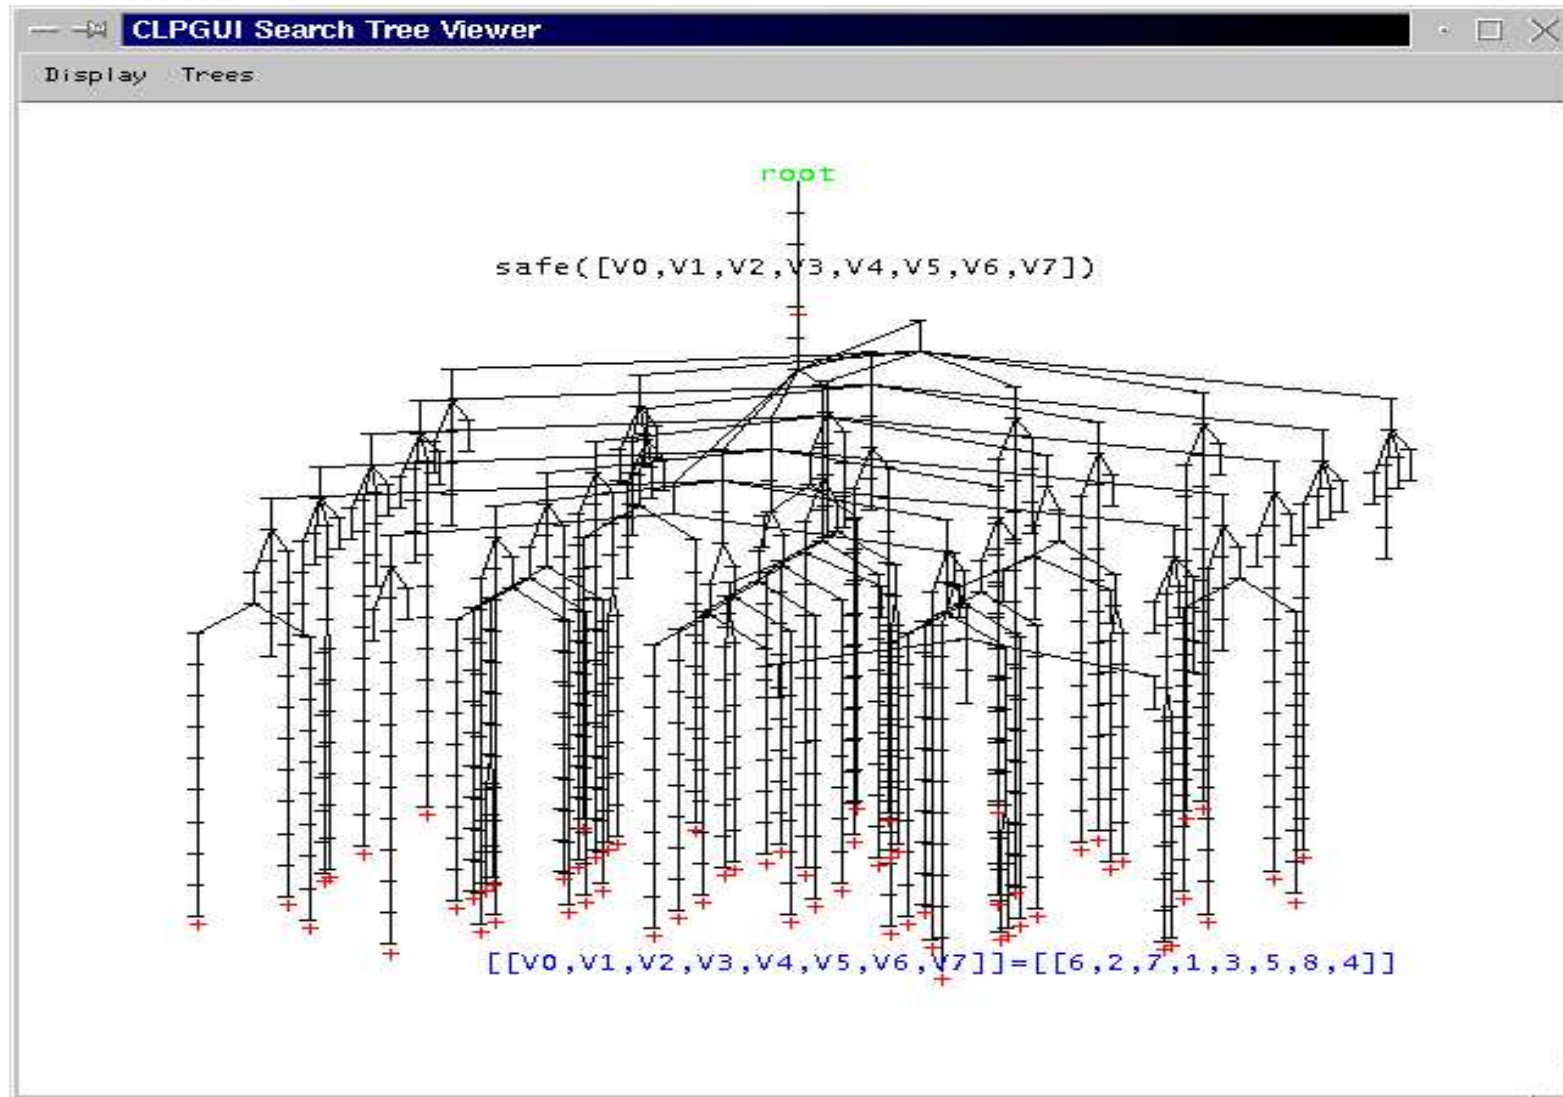 CLPGUI Search Tree Viewer
Display Trees
root
safe([V0,V1,V2,V3,V4,V5,V6,V7])
[[V0,V1,V2,V3,V4,V5,V6,V7]]=[[6,2,7,1,3,5,8,4]]